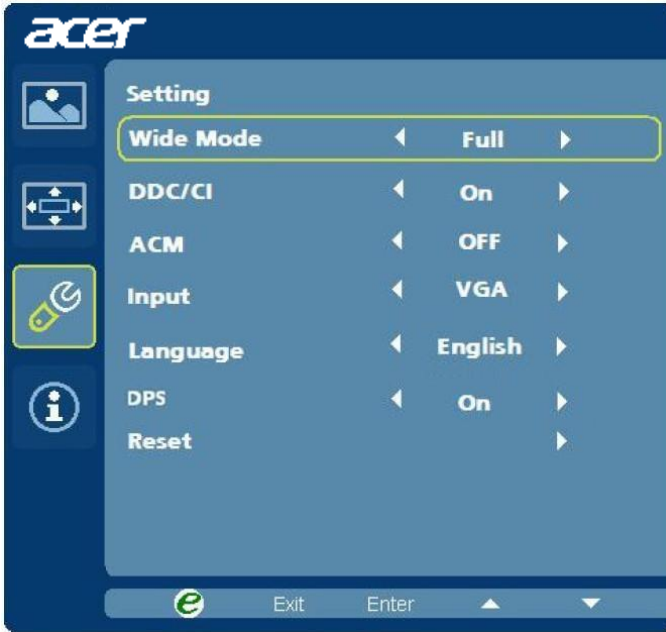 acer
Setting
Wide Mode Full
DDC/CI On
ACM OFF
Input VGA
Language English
DPS On
Reset
e Exit Enter